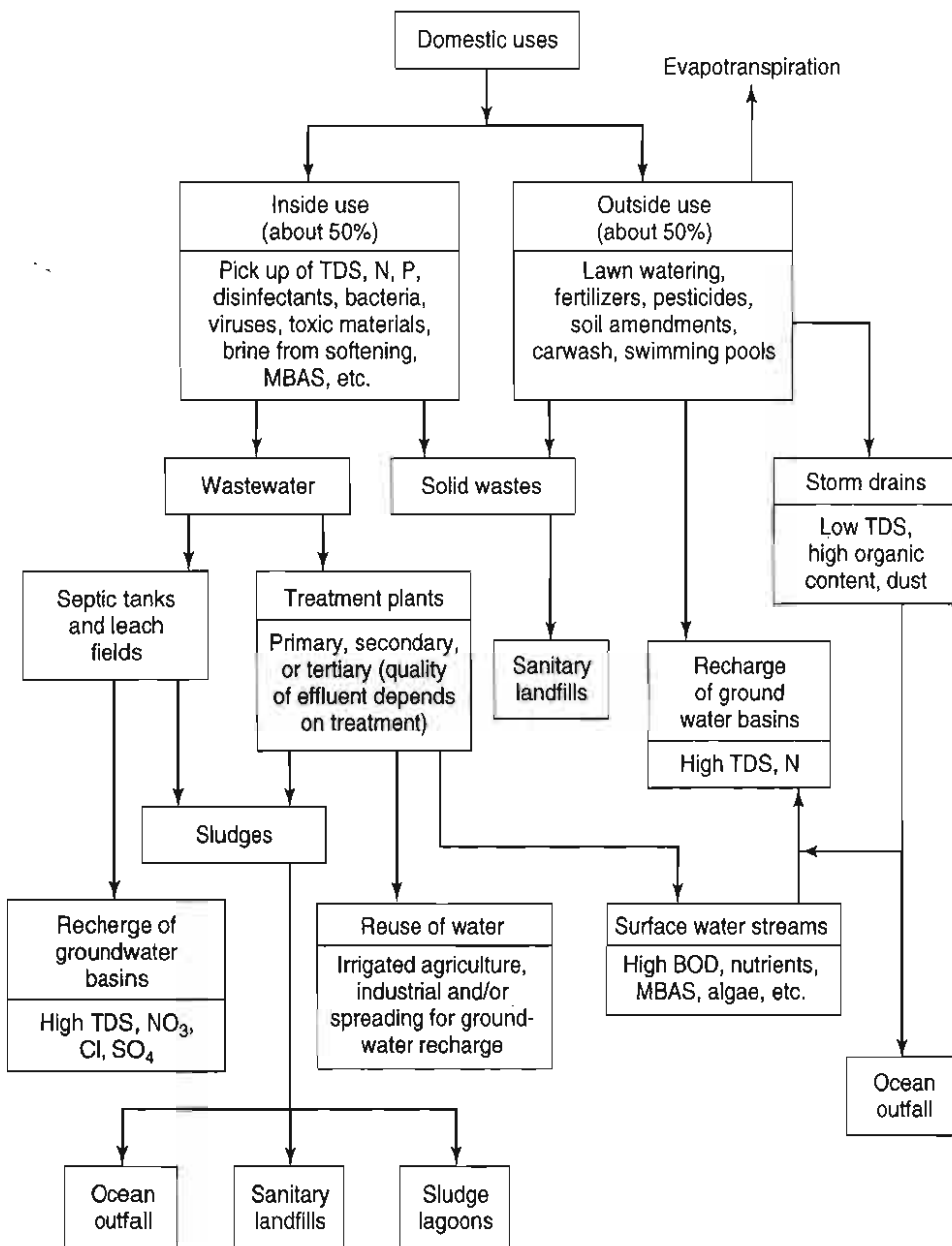 Domestic uses
Evapotranspiration
Inside use
(about 50%)
Pick up of TDS, N, P,
disinfectants, bacteria,
viruses, toxic materials,
brine from softening,
MBAS, etc.
Outside use
(about 50%)
Lawn watering,
fertilizers, pesticides,
soil amendments,
carwash, swimming pools
Wastewater
Solid wastes
Storm drains
Low TDS,
high organic
content, dust
Septic tanks
and leach
fields
Treatment plants
Primary, secondary,
or tertiary (quality
of effluent depends
on treatment)
Sanitary
landfills
Recharge
of ground
water basins
High TDS, N
Sludges
Recherge of
groundwater
basins
High TDS, NO₃,
Cl, SO₄
Reuse of water
Irrigated agriculture,
industrial and/or
spreading for ground-
water recharge
Surface water streams
High BOD, nutrients,
MBAS, algae, etc.
Ocean
outfall
Ocean
outfall
Sanitary
landfills
Sludge
lagoons